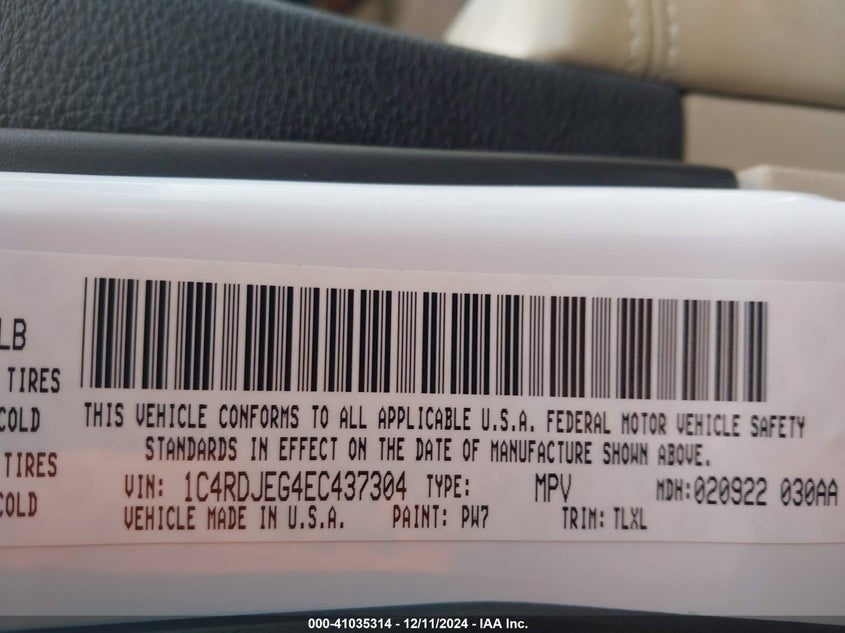 LB
TIRES
COLD
THIS VEHICLE CONFORMS TO ALL APPLICABLE U.S.A. FEDERAL MOTOR VEHICLE SAFETY
STANDARDS IN EFFECT ON THE DATE OF MANUFACTURE SHOWN ABOVE.
TIRES
COLD
VIN: 1C4RDJEG4EC437304 TYPE: MPV MDH:020922 030AA
VEHICLE MADE IN U.S.A. PAINT: PW7 TRIM: TLXL
000-41035314 - 12/11/2024 - IAA Inc.